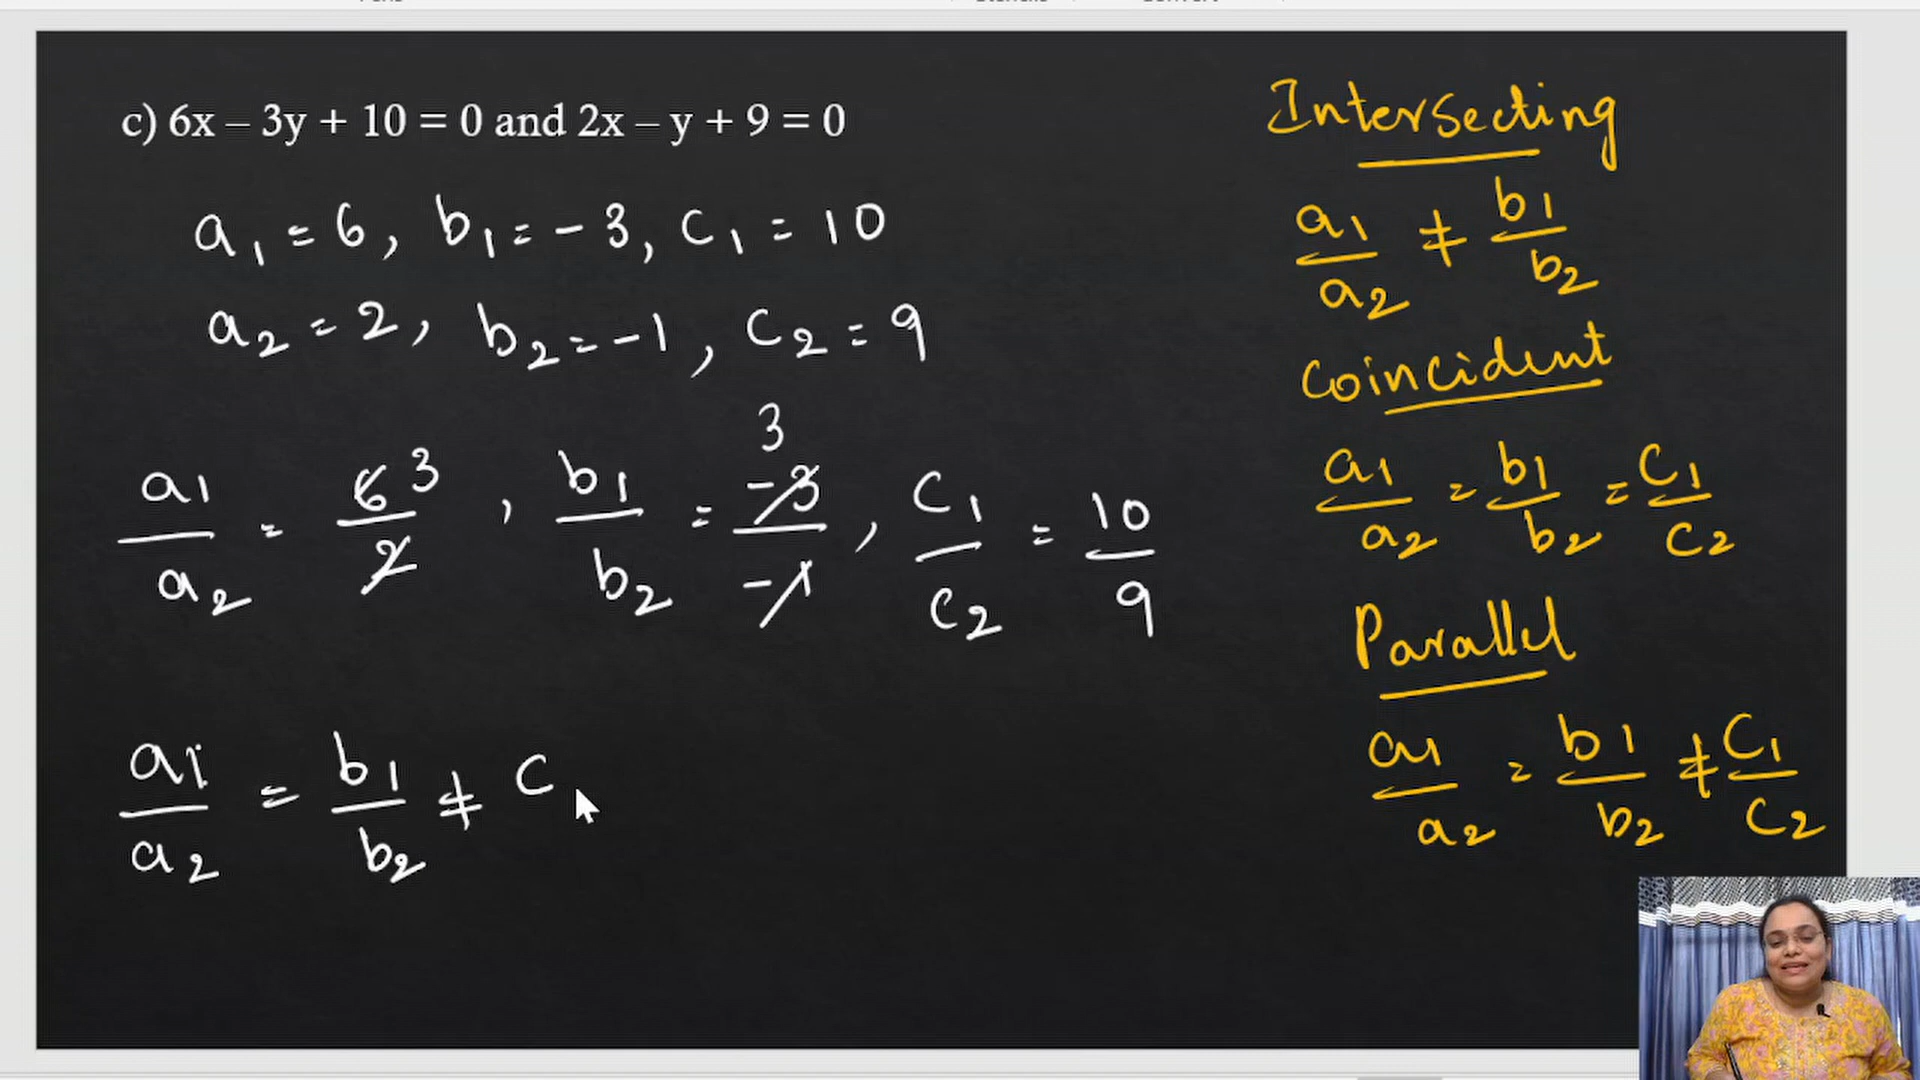 c) 6x – 3y + 10 = 0 and 2x – y + 9 = 0
a₁ = 6, b₁ = -3, c₁ = 10
a₂ = 2, b₂ = -1, c₂ = 9
a₁/a₂ = 6/2 3, b₁/b₂ = -3/-1 3, c₁/c₂ = 10/9
a₁/a₂ = b₁/b₂ ≠ c
Intersecting
a₁/a₂ ≠ b₁/b₂
Coincident
a₁/a₂ = b₁/b₂ = c₁/c₂
Parallel
a₁/a₂ = b₁/b₂ ≠ c₁/c₂